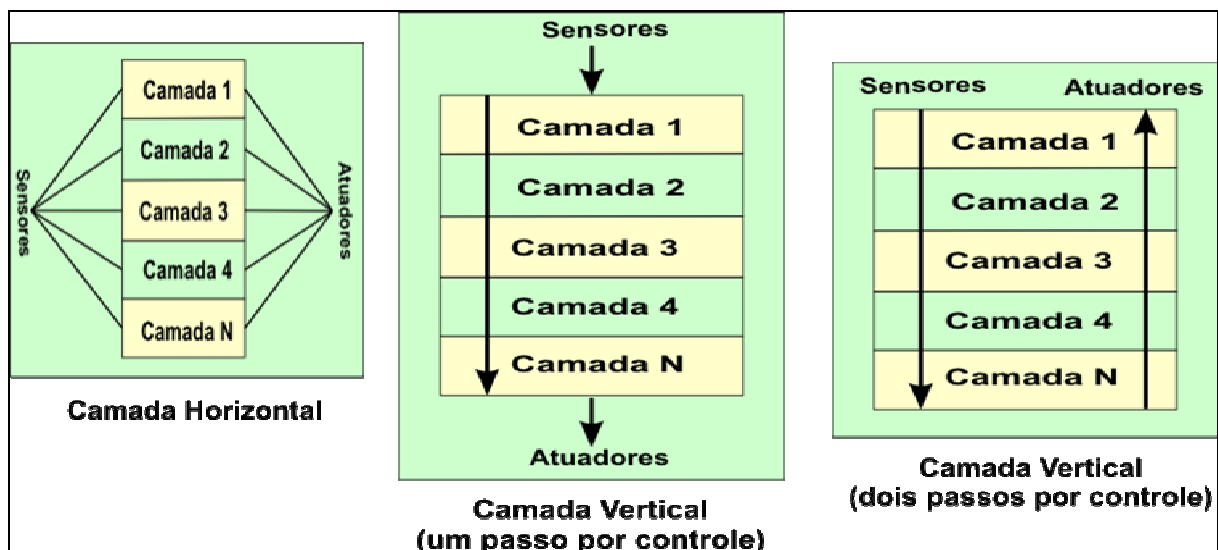 Camada 1
Camada 2
Camada 3
Camada 4
Camada N
Sensores
Atuadores
Camada Horizontal
Sensores
Camada 1
Camada 2
Camada 3
Camada 4
Camada N
Atuadores
Camada Vertical
(um passo por controle)
Sensores
Atuadores
Camada 1
Camada 2
Camada 3
Camada 4
Camada N
Camada Vertical
(dois passos por controle)